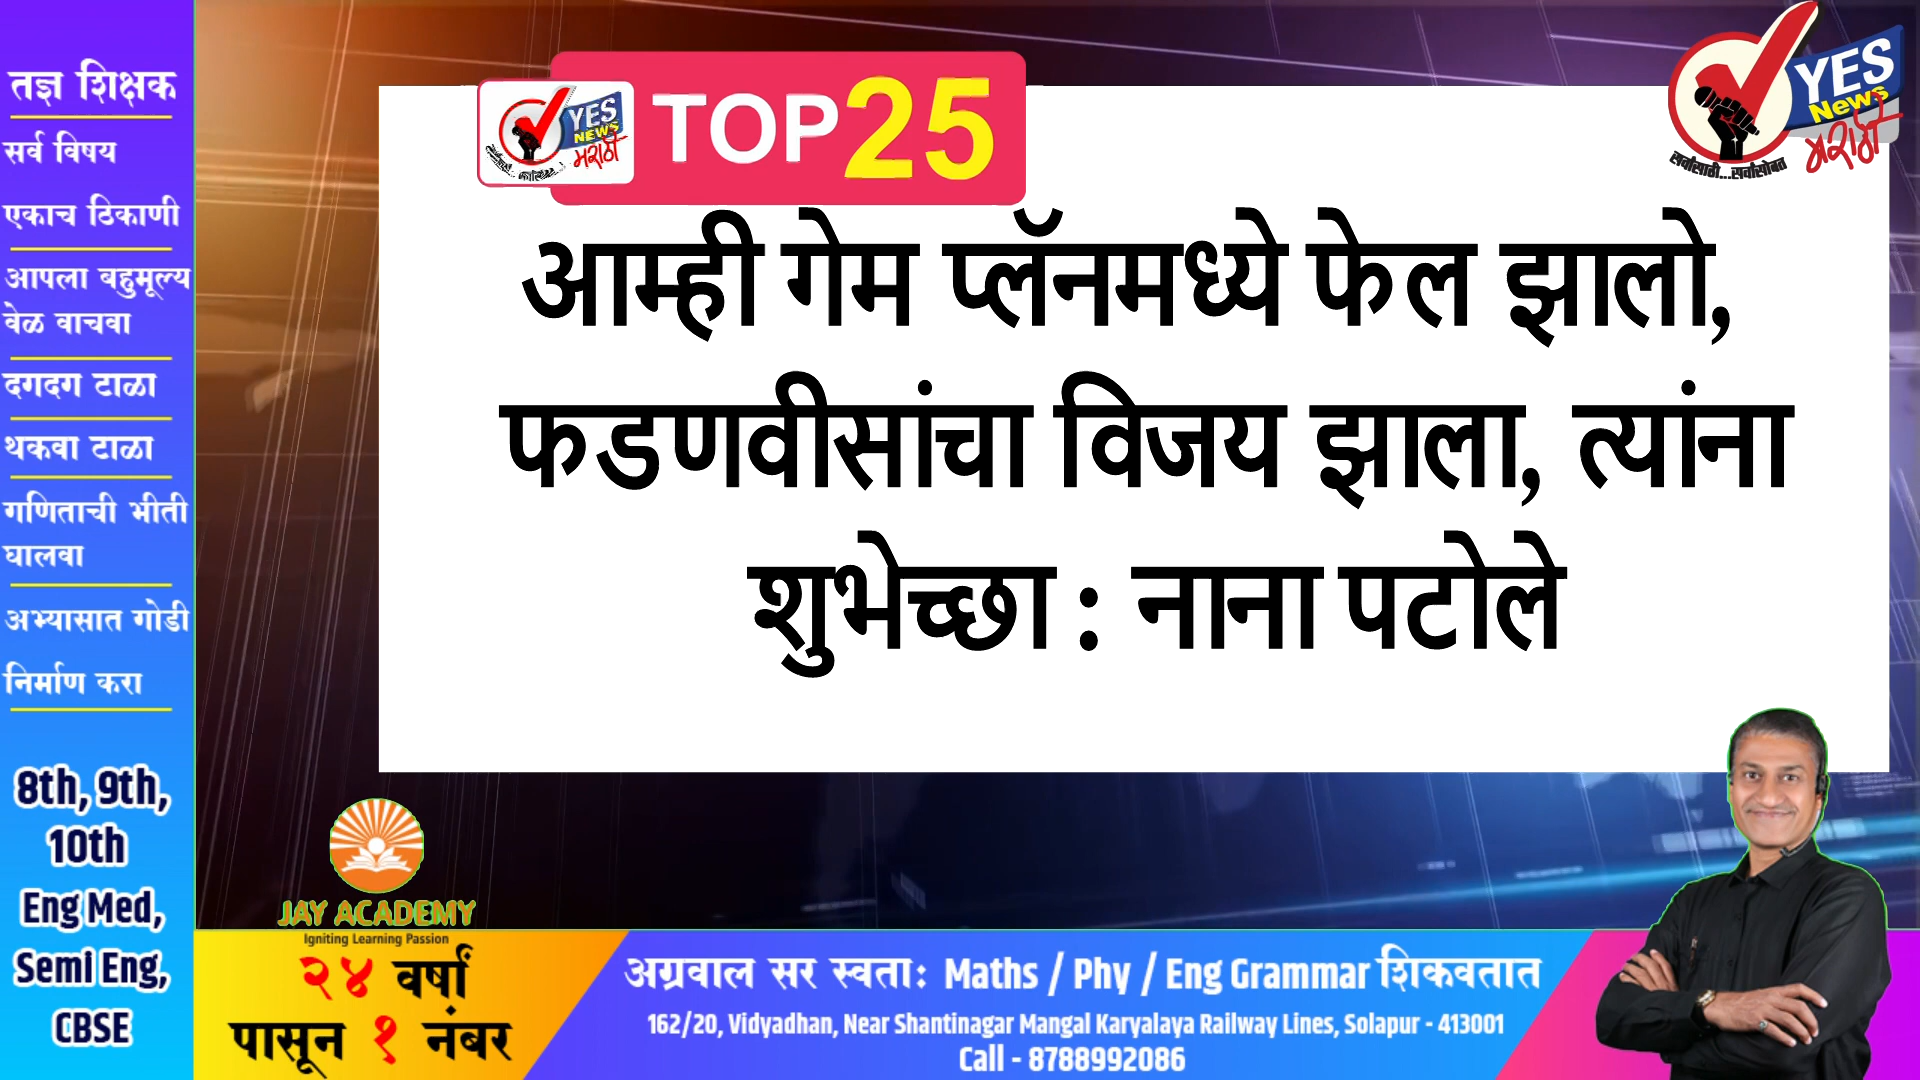 तज्ञ शिक्षक
सर्व विषय
एकाच ठिकाणी
आपला बहुमूल्य
वेळ वाचवा
दगदग टाळा
थकवा टाळा
गणिताची भीती
घालवा
अभ्यासात गोडी
निर्माण करा
8th, 9th,
10th
Eng Med,
Semi Eng,
CBSE
YES
News
मराठी
TOP 25
YES
News
मराठी
सर्वांसाठी...सर्वांसोबत
आम्ही गेम प्लॅनमध्ये फेल झालो,
फडणवीसांचा विजय झाला, त्यांना
शुभेच्छा : नाना पटोले
JAY ACADEMY
Igniting Learning Passion
२४ वर्षां
पासून १ नंबर
अग्रवाल सर स्वताः Maths / Phy / Eng Grammar शिकवतात
162/20, Vidyadhan, Near Shantinagar Mangal Karyalaya Railway Lines, Solapur - 413001
Call - 8788992086